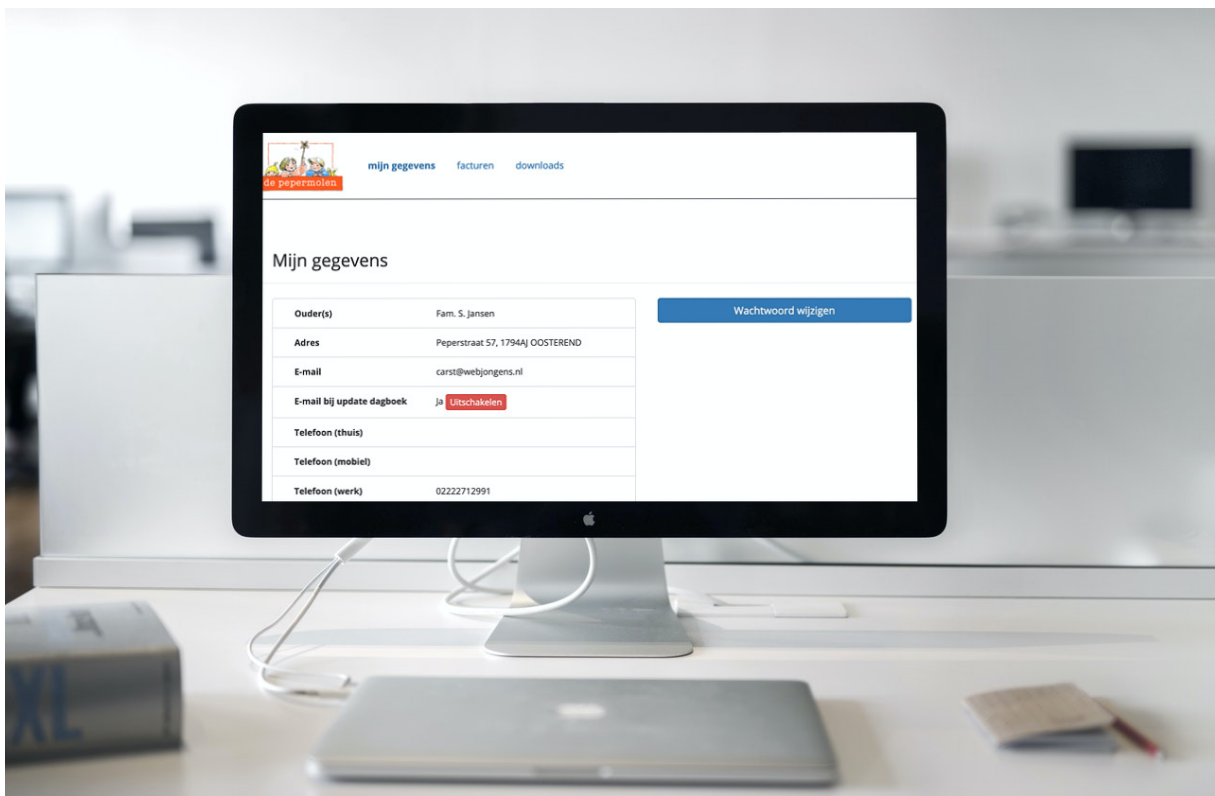 de pepermolen
mijn gegevens facturen downloads
Mijn gegevens
Wachtwoord wijzigen
Ouder(s) Fam. S. Jansen
Adres Peperstraat 57, 1794AJ OOSTEREND
E-mail carst@webjongens.nl
E-mail bij update dagboek Ja Uitschakelen
Telefoon (thuis)
Telefoon (mobiel)
Telefoon (werk) 02222712991
XL